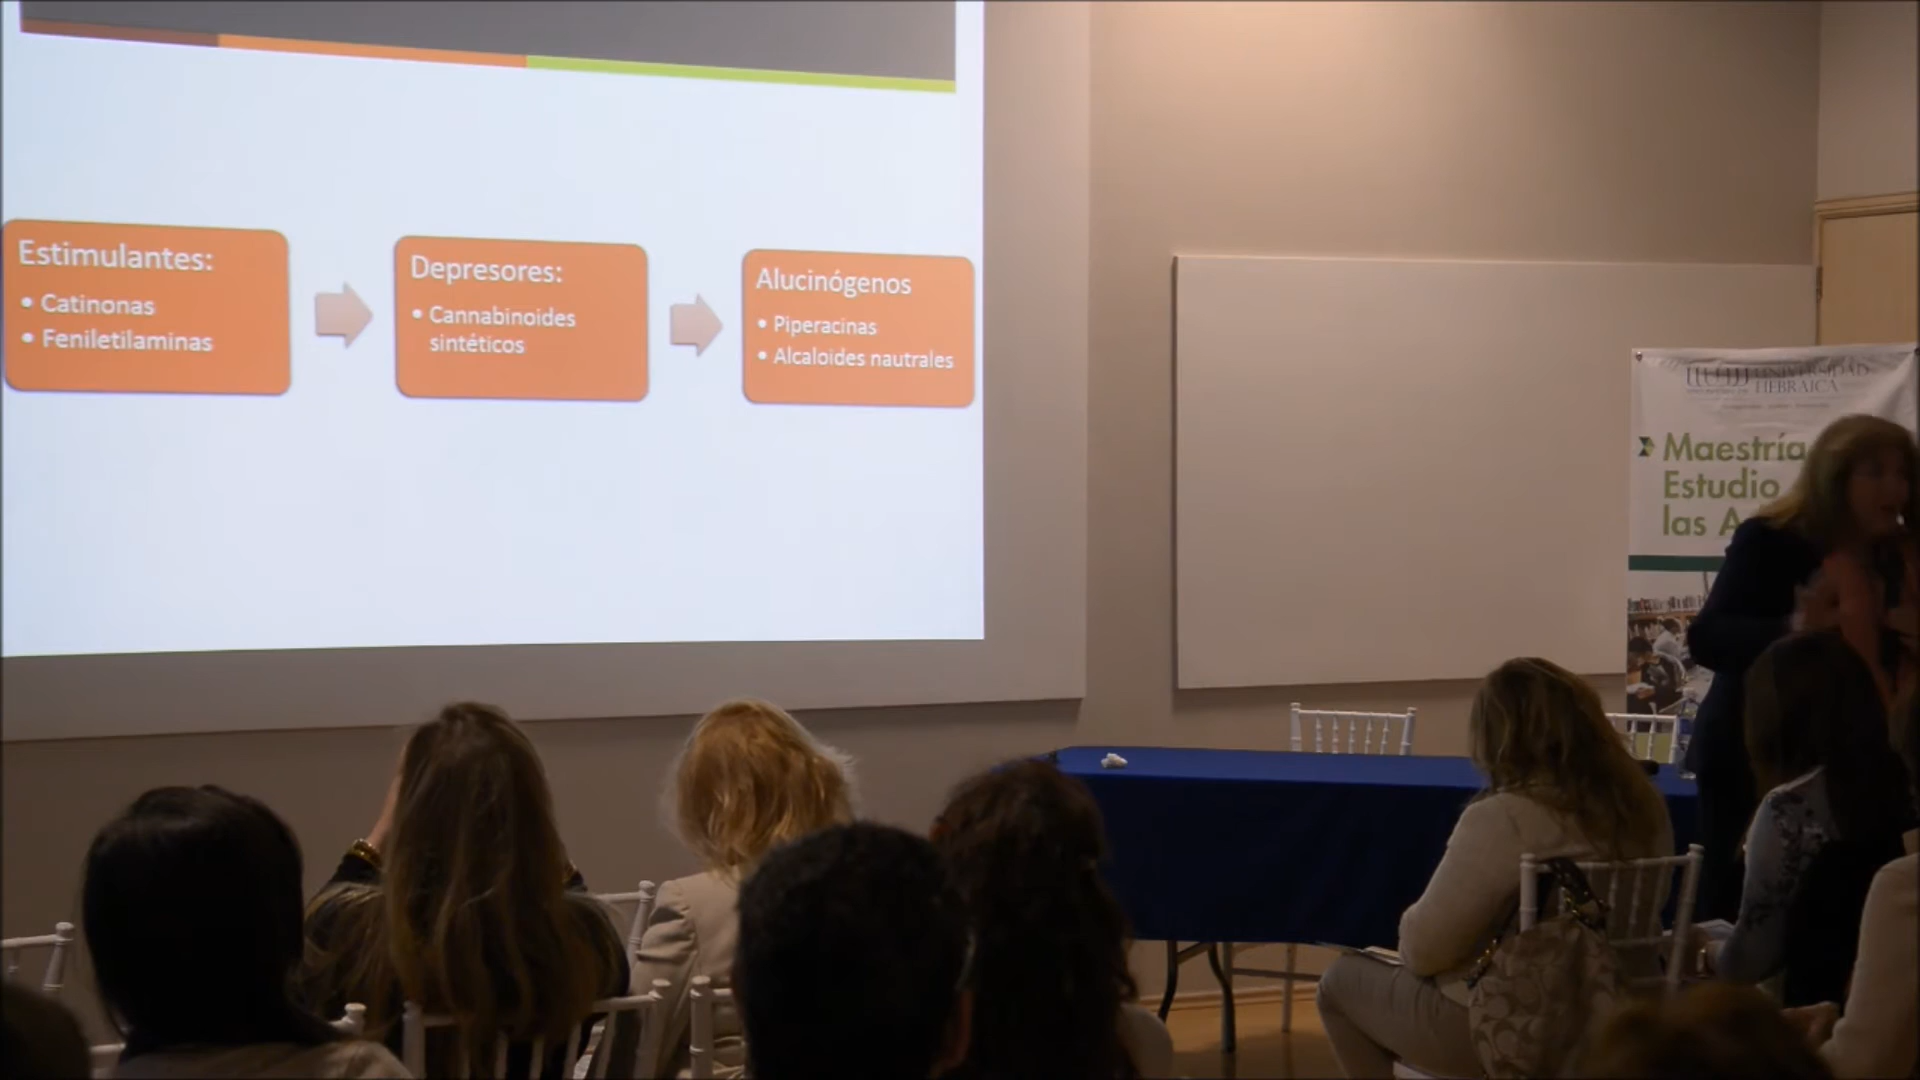 Estimulantes:
• Catinonas
• Feniletilaminas
Depresores:
• Cannabinoides
sintéticos
Alucinógenos
• Piperacinas
• Alcaloides nautrales
UNIVERSIDAD
HEBRAICA
Maestría
Estudio
las A